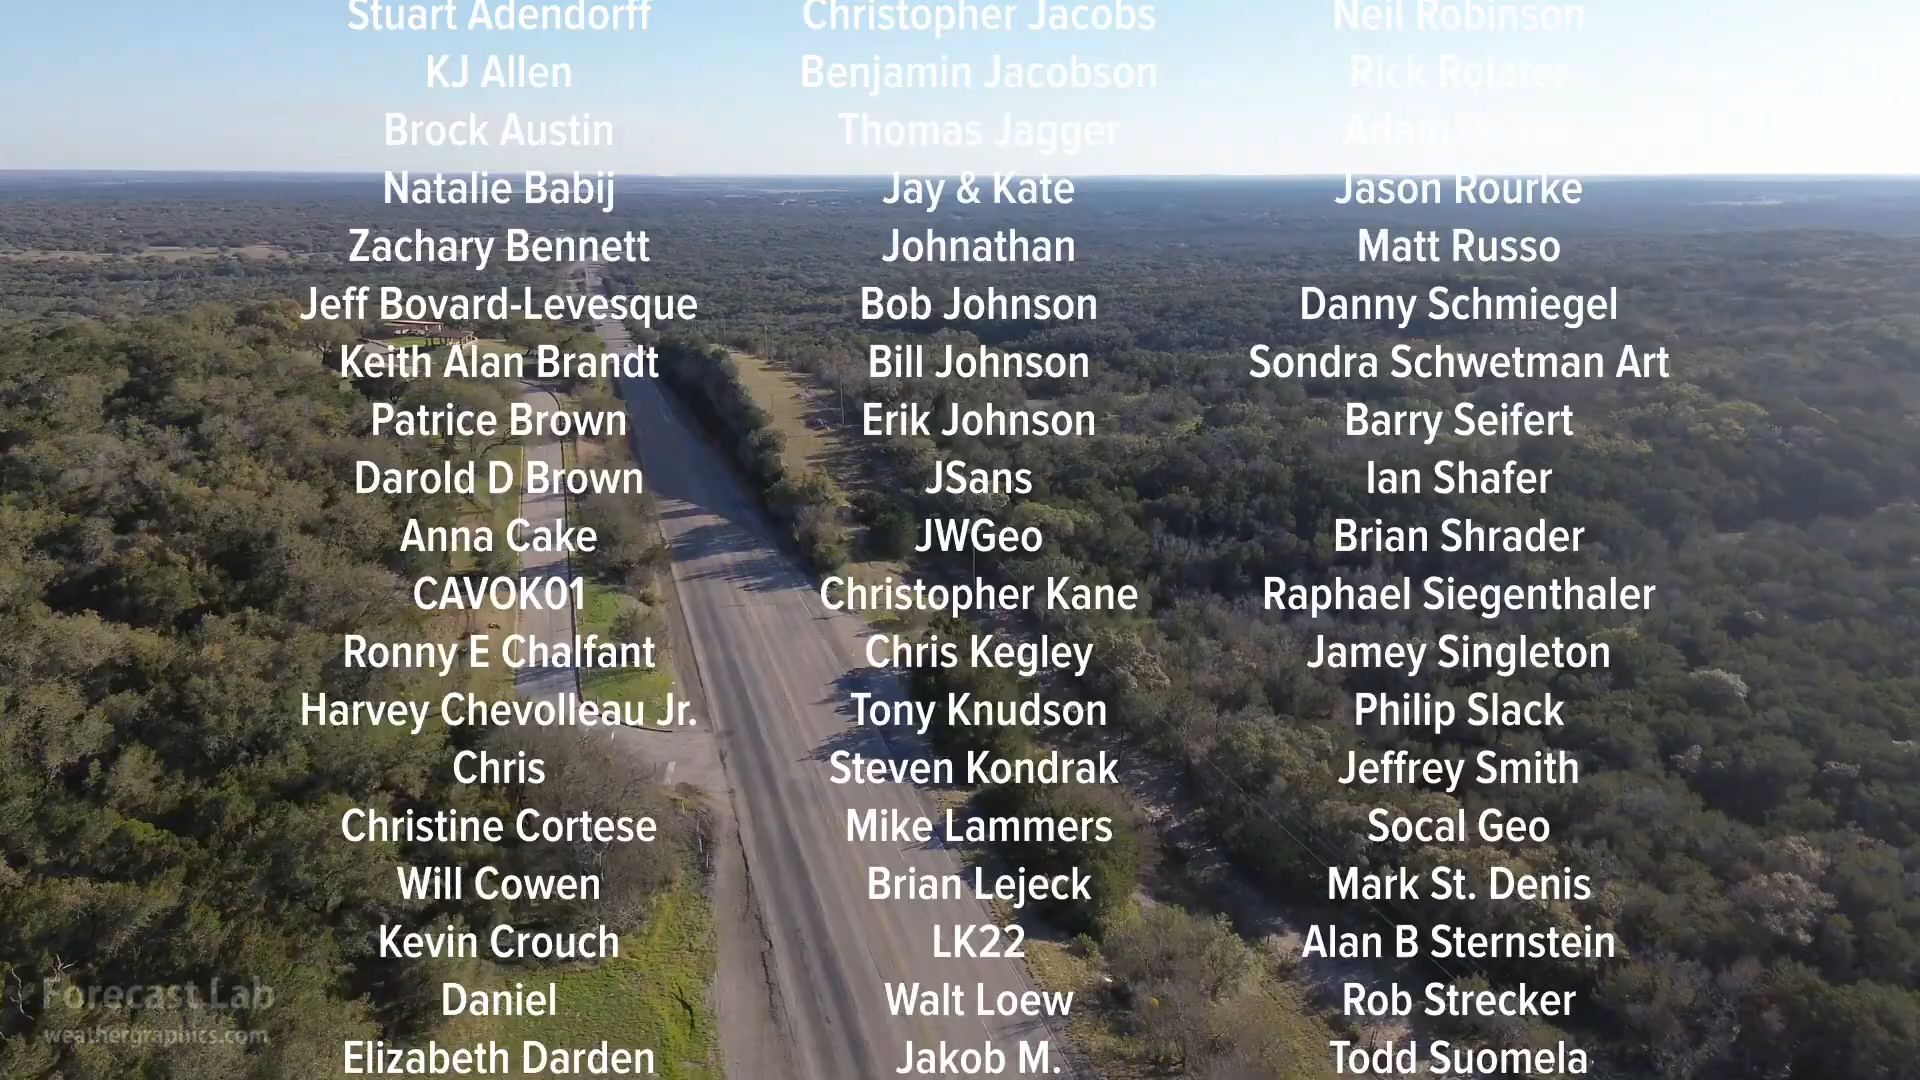 Stuart Adendorff
KJ Allen
Brock Austin
Natalie Babij
Zachary Bennett
Jeff Bovard-Levesque
Keith Alan Brandt
Patrice Brown
Darold D Brown
Anna Cake
CAVOK01
Ronny E Chalfant
Harvey Chevolleau Jr.
Chris
Christine Cortese
Will Cowen
Kevin Crouch
Daniel
Elizabeth Darden
Christopher Jacobs
Benjamin Jacobson
Thomas Jagger
Jay & Kate
Johnathan
Bob Johnson
Bill Johnson
Erik Johnson
JSans
JWGeo
Christopher Kane
Chris Kegley
Tony Knudson
Steven Kondrak
Mike Lammers
Brian Lejeck
LK22
Walt Loew
Jakob M.
Neil Robinson
Rick Rolater
Adam
Jason Rourke
Matt Russo
Danny Schmiegel
Sondra Schwetman Art
Barry Seifert
Ian Shafer
Brian Shrader
Raphael Siegenthaler
Jamey Singleton
Philip Slack
Jeffrey Smith
Socal Geo
Mark St. Denis
Alan B Sternstein
Rob Strecker
Todd Suomela
Forecast Lab
weathergraphics.com